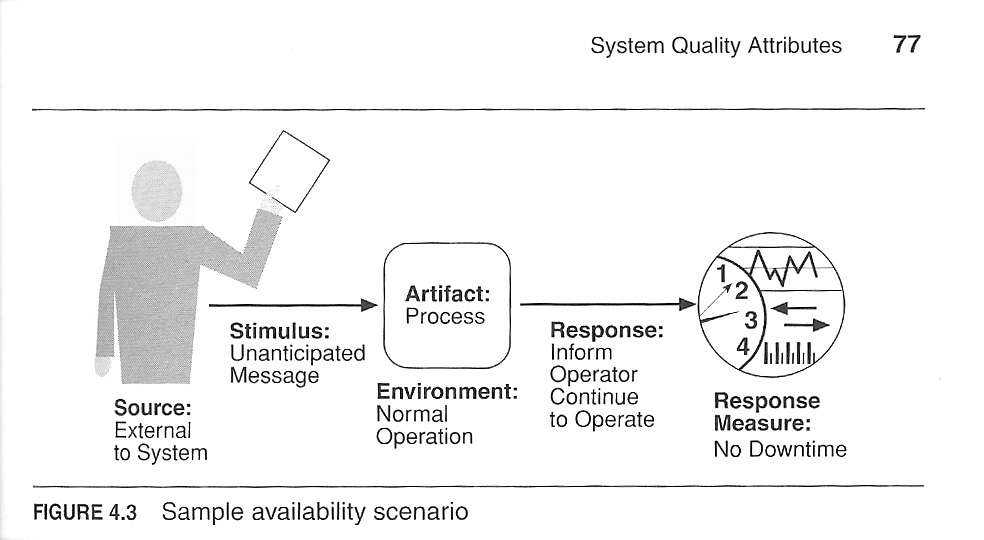 System Quality Attributes 77
1
2
3
4
Artifact:
Process
Stimulus:
Unanticipated
Message
Response:
Inform
Operator
Continue
to Operate
Environment:
Normal
Operation
Source:
External
to System
Response
Measure:
No Downtime
FIGURE 4.3 Sample availability scenario